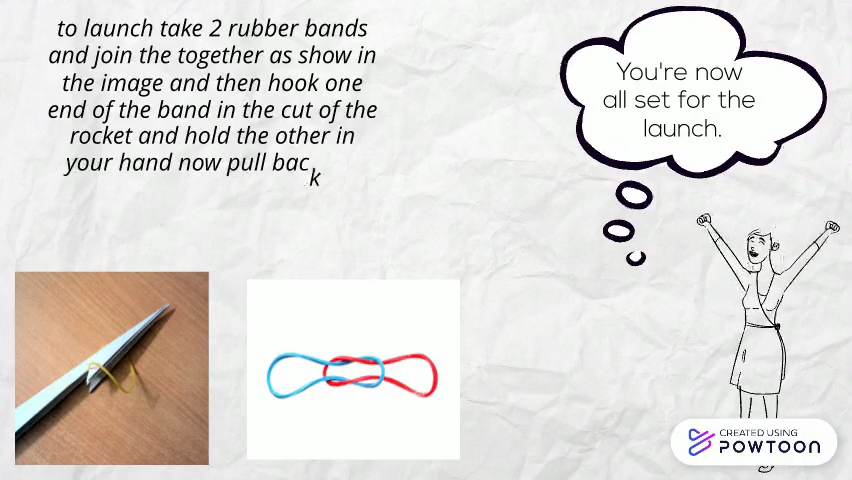 to launch take 2 rubber bands
and join the together as show in
the image and then hook one
end of the band in the cut of the
rocket and hold the other in
your hand now pull back
You're now
all set for the
launch.
CREATED USING
POWTOON